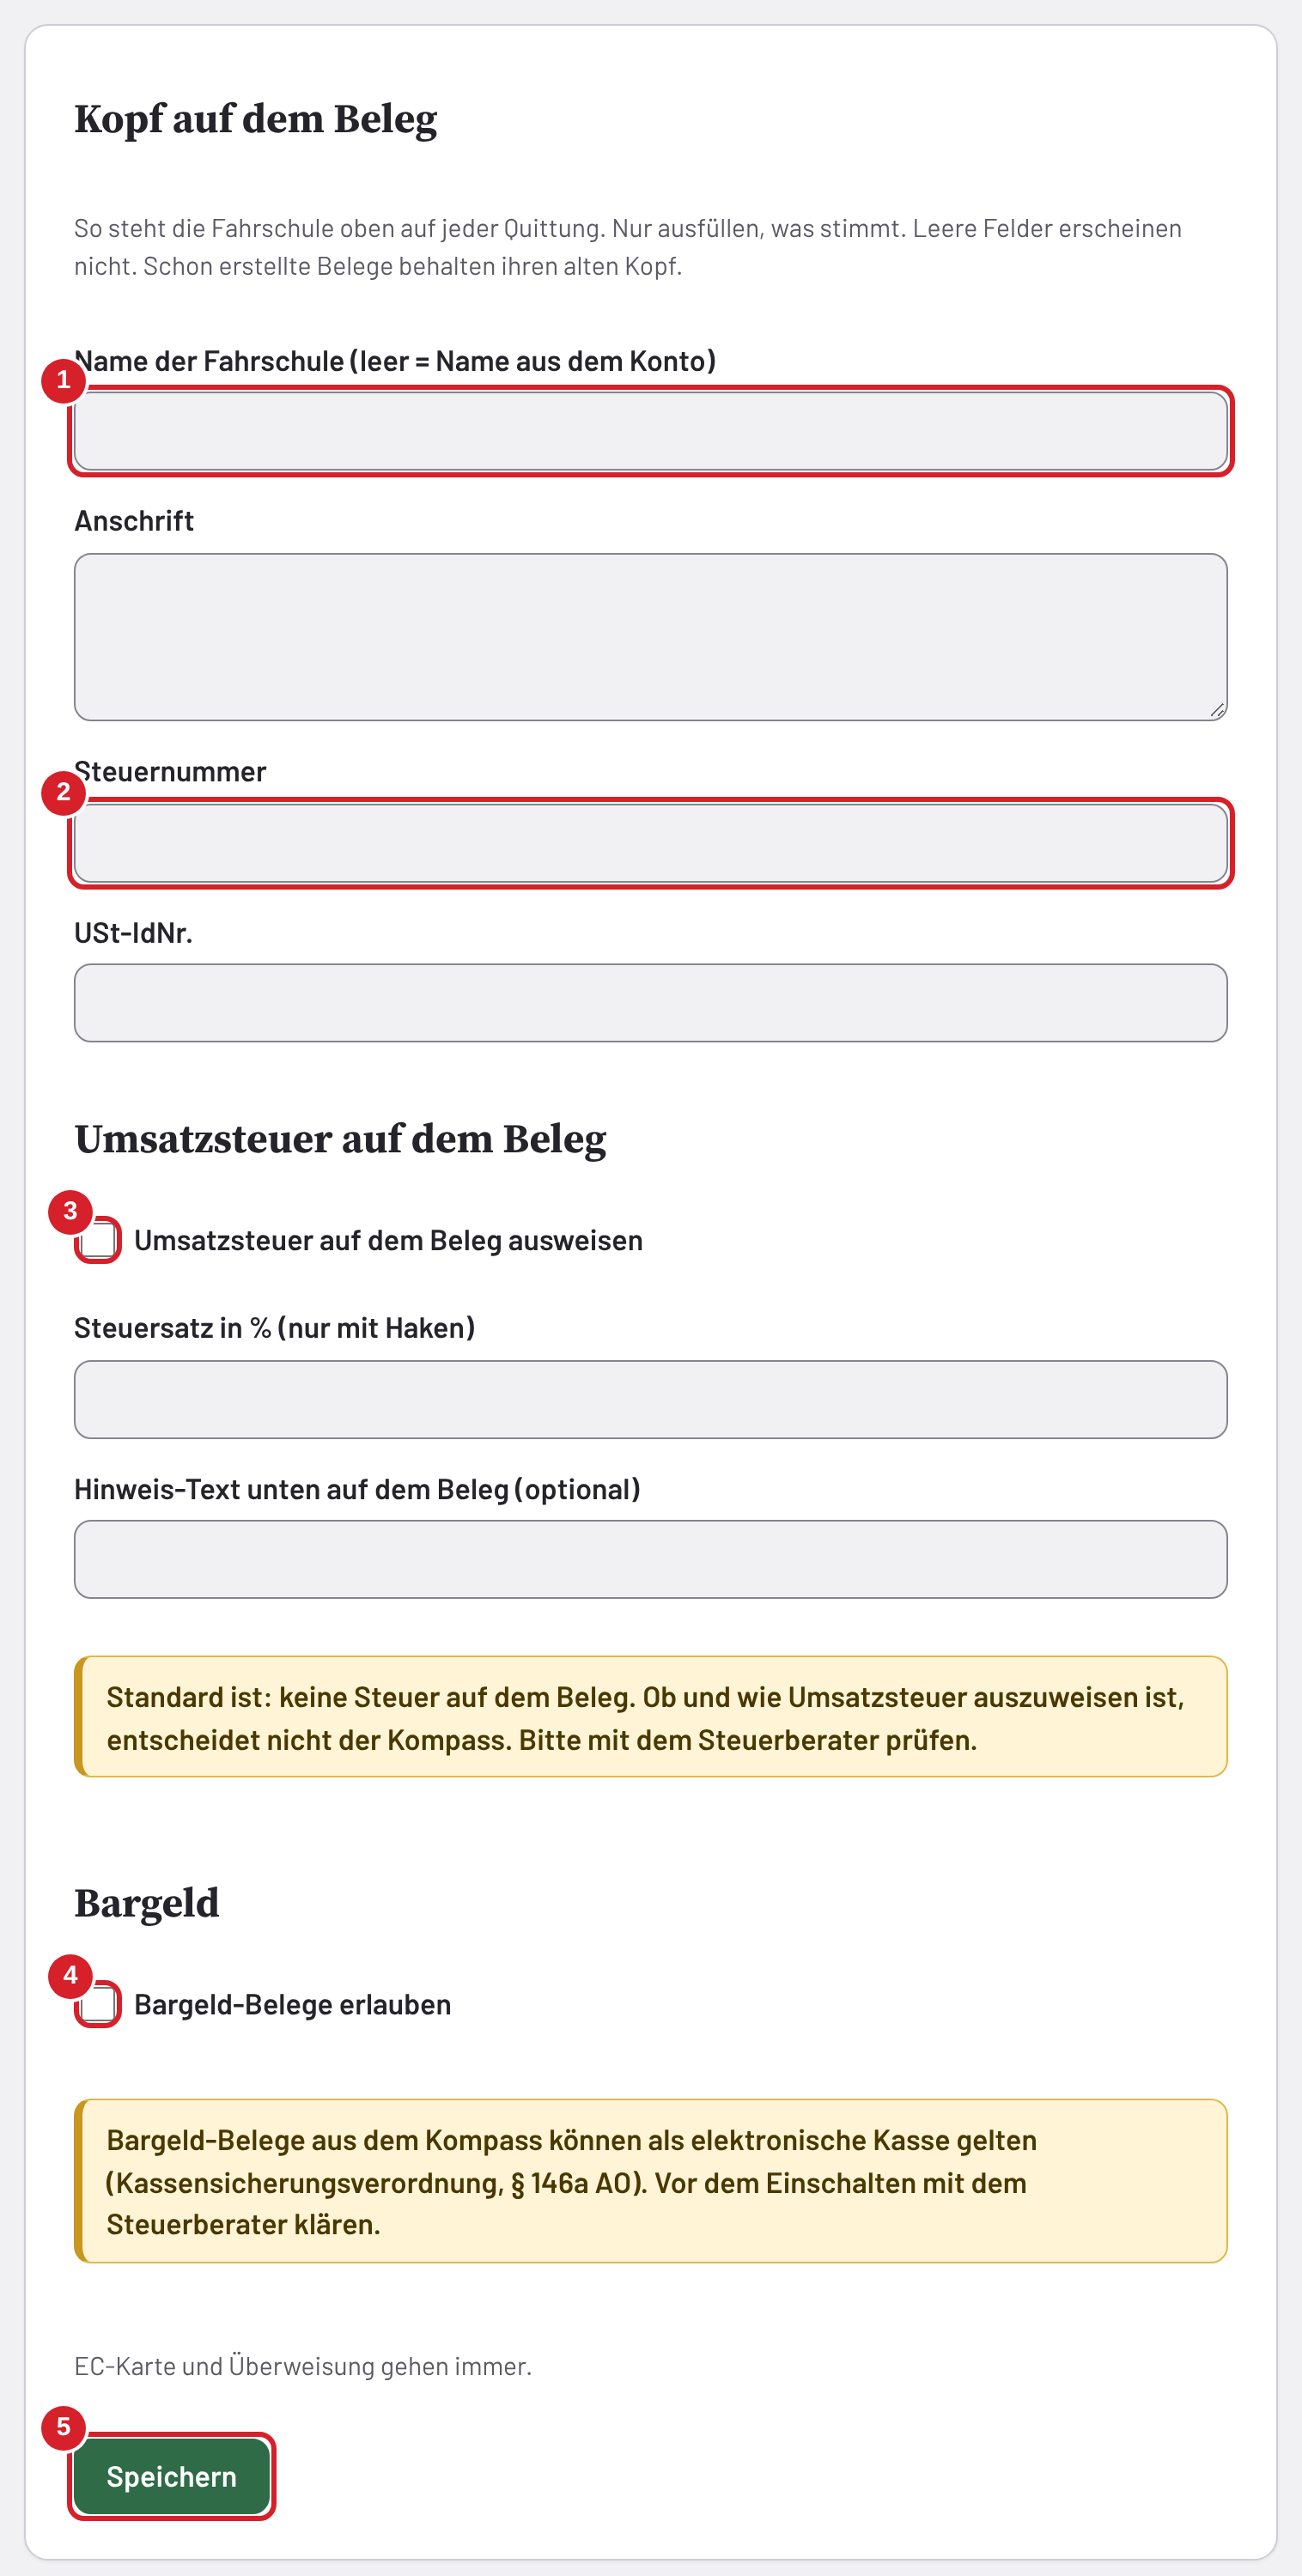 Kopf auf dem Beleg
So steht die Fahrschule oben auf jeder Quittung. Nur ausfüllen, was stimmt. Leere Felder erscheinen
nicht. Schon erstellte Belege behalten ihren alten Kopf.
Name der Fahrschule (leer = Name aus dem Konto)
1
Anschrift
Steuernummer
2
USt-IdNr.
Umsatzsteuer auf dem Beleg
3
Umsatzsteuer auf dem Beleg ausweisen
Steuersatz in % (nur mit Haken)
Hinweis-Text unten auf dem Beleg (optional)
Standard ist: keine Steuer auf dem Beleg. Ob und wie Umsatzsteuer auszuweisen ist,
entscheidet nicht der Kompass. Bitte mit dem Steuerberater prüfen.
Bargeld
4
Bargeld-Belege erlauben
Bargeld-Belege aus dem Kompass können als elektronische Kasse gelten
(Kassensicherungsverordnung, § 146a AO). Vor dem Einschalten mit dem
Steuerberater klären.
EC-Karte und Überweisung gehen immer.
5
Speichern